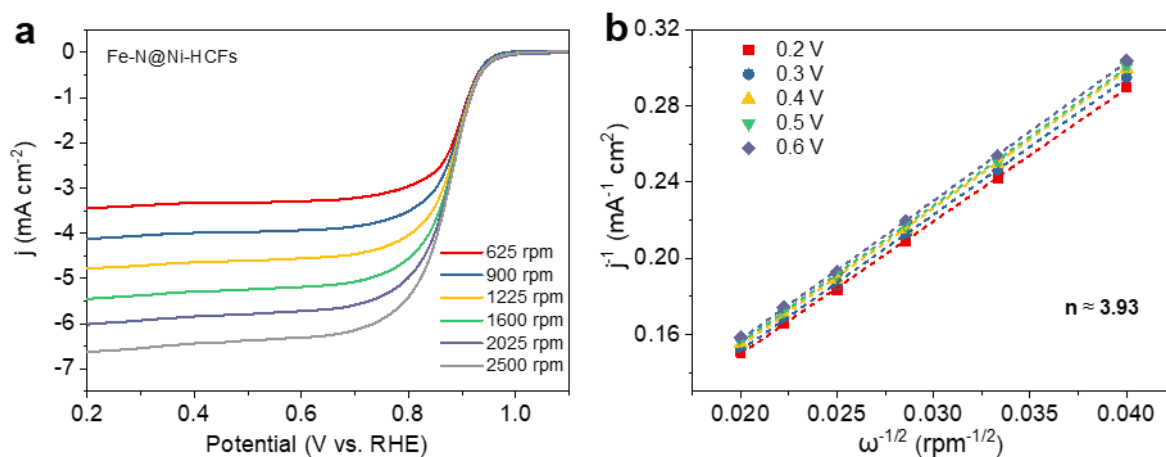 a
Fe-N@Ni-HCFs
0
-1
-2
-3
-4
-5
-6
-7
j (mA cm⁻²)
625 rpm
900 rpm
1225 rpm
1600 rpm
2025 rpm
2500 rpm
0.2 0.4 0.6 0.8 1.0
Potential (V vs. RHE)
b
0.32
0.28
0.24
0.20
0.16
j⁻¹ (mA⁻¹ cm²)
0.2 V
0.3 V
0.4 V
0.5 V
0.6 V
n ≈ 3.93
0.020 0.025 0.030 0.035 0.040
ω⁻¹/² (rpm⁻¹/²)